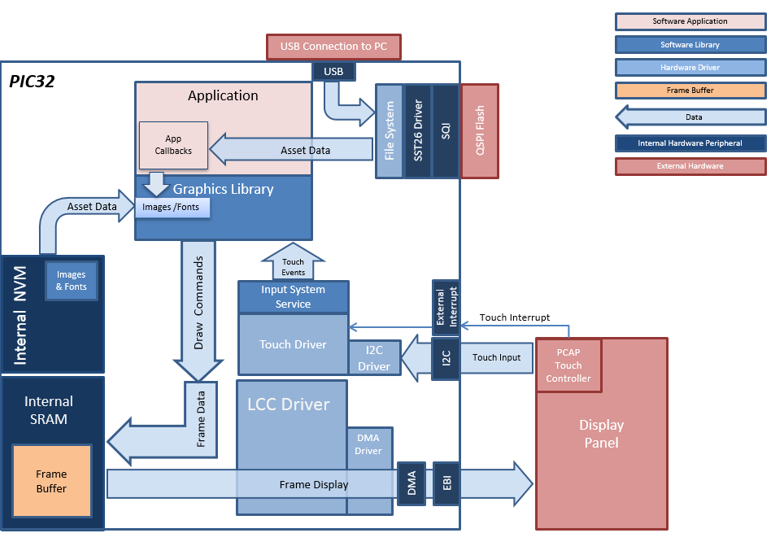 USB Connection to PC
Software Application
Software Library
Hardware Driver
Frame Buffer
Data
Internal Hardware Peripheral
External Hardware
PIC32
USB
Application
App
Callbacks
Asset Data
File System
SST26 Driver
SQI
QSPI Flash
Graphics Library
Images /Fonts
Asset Data
Internal NVM
Images
& Fonts
Draw Commands
Touch
Events
Input System
Service
Touch Driver
I2C
Driver
External
Interrupt
I2C
Touch Interrupt
Touch Input
PCAP
Touch
Controller
Display
Panel
Internal
SRAM
Frame
Buffer
Frame Data
LCC Driver
DMA
Driver
Frame Display
DMA
EBI